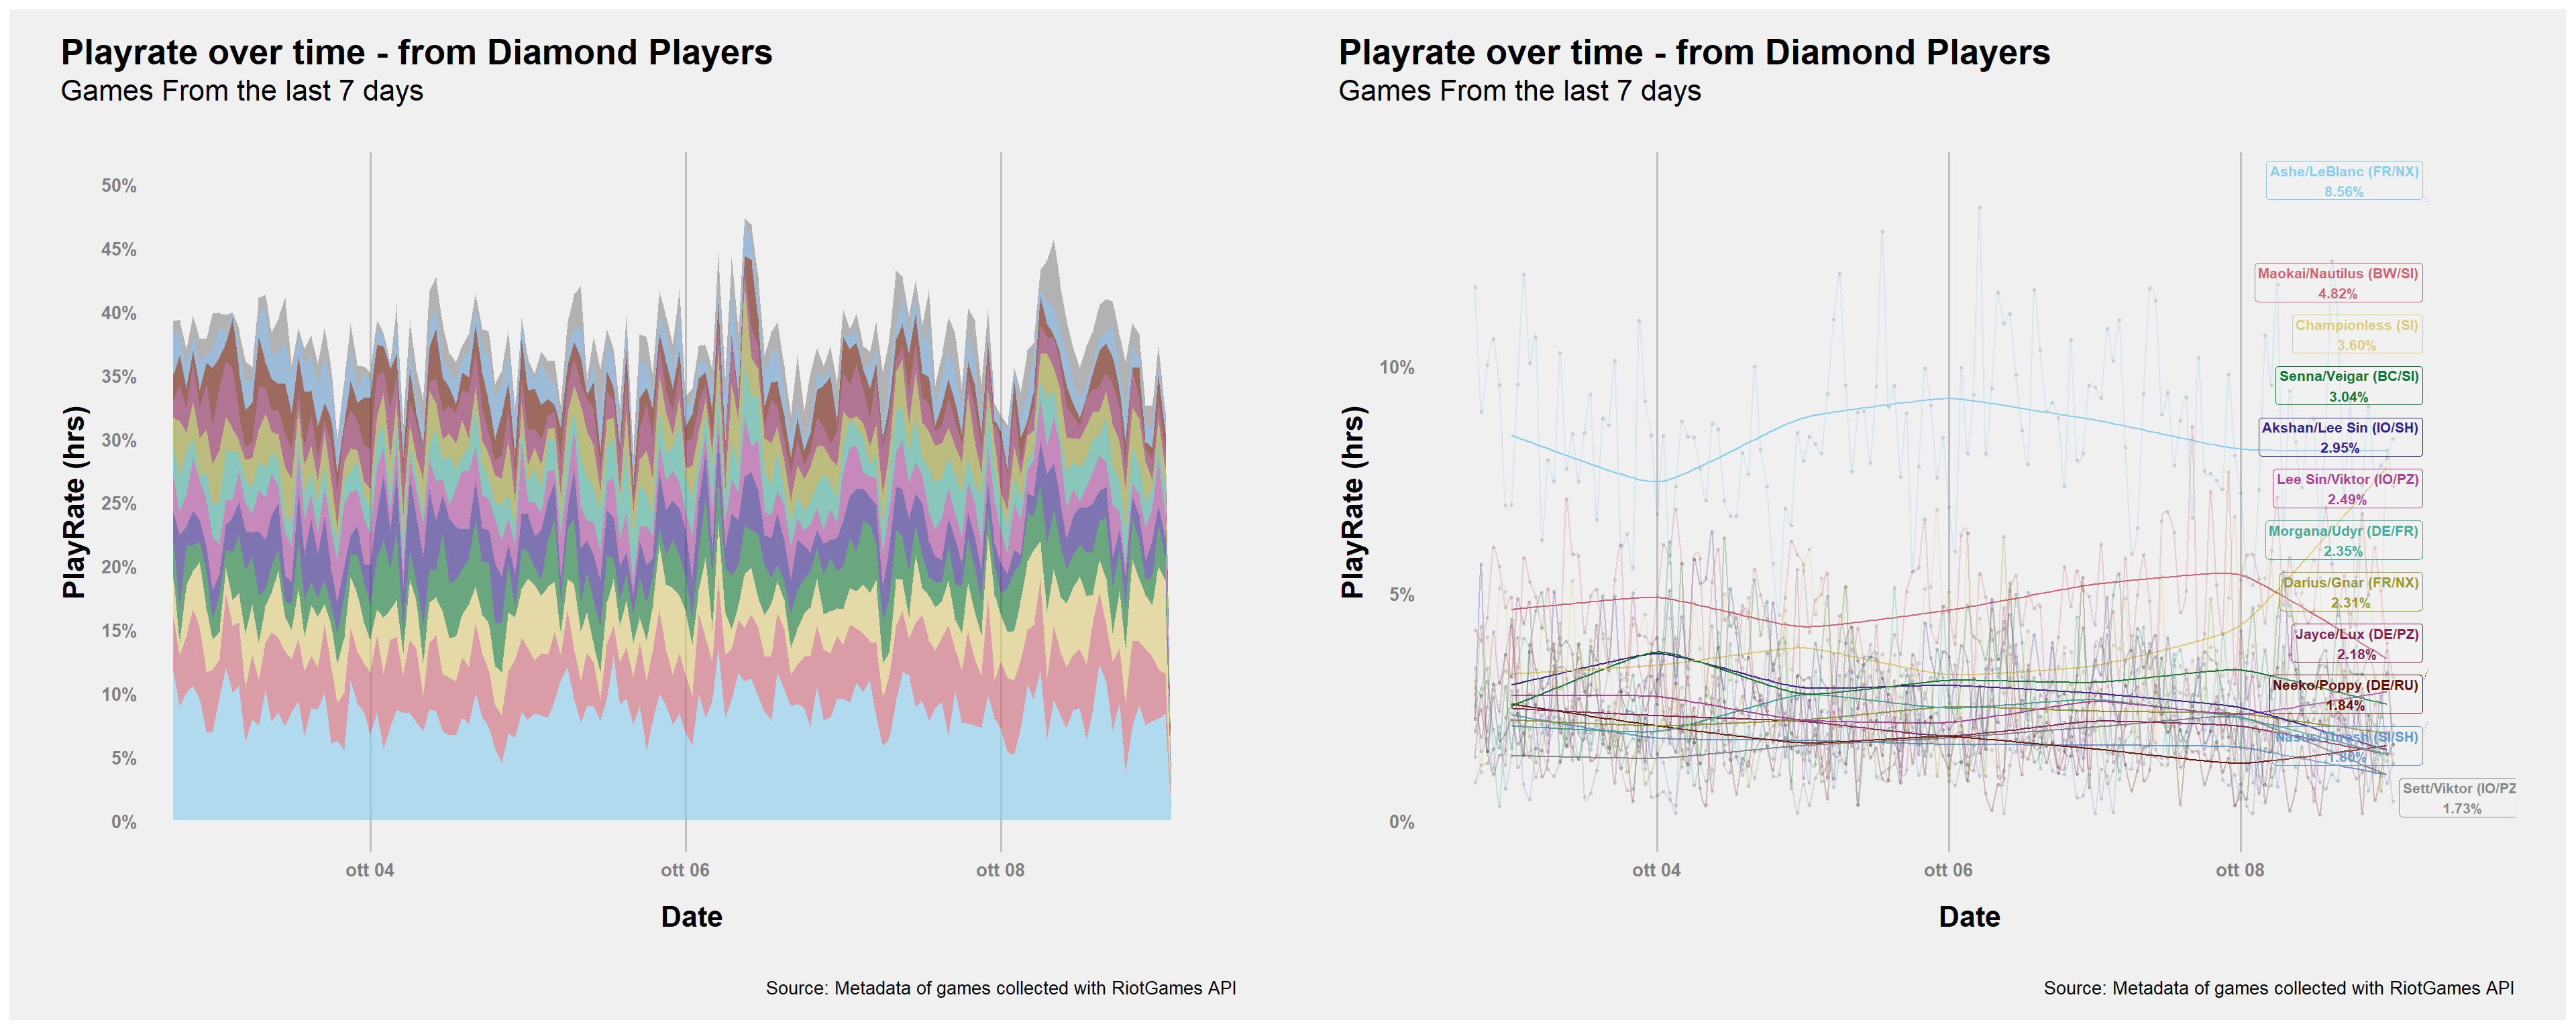 Playrate over time - from Diamond Players
Games From the last 7 days
PlayRate (hrs)
50%
45%
40%
35%
30%
25%
20%
15%
10%
5%
0%
ott 04
ott 06
ott 08
Date
Source: Metadata of games collected with RiotGames API
Playrate over time - from Diamond Players
Games From the last 7 days
PlayRate (hrs)
10%
5%
0%
Ashe/LeBlanc (FR/NX)
8.56%
Maokai/Nautilus (BW/SI)
4.82%
Championless (SI)
3.60%
Senna/Veigar (BC/SI)
3.04%
Akshan/Lee Sin (IO/SH)
2.95%
Lee Sin/Viktor (IO/PZ)
2.49%
Morgana/Udyr (DE/FR)
2.35%
Darius/Gnar (FR/NX)
2.31%
Jayce/Lux (DE/PZ)
2.18%
Neeko/Poppy (DE/RU)
1.84%
Nasus/Thresh (SI/SH)
1.80%
Sett/Viktor (IO/PZ
1.73%
ott 04
ott 06
ott 08
Date
Source: Metadata of games collected with RiotGames API